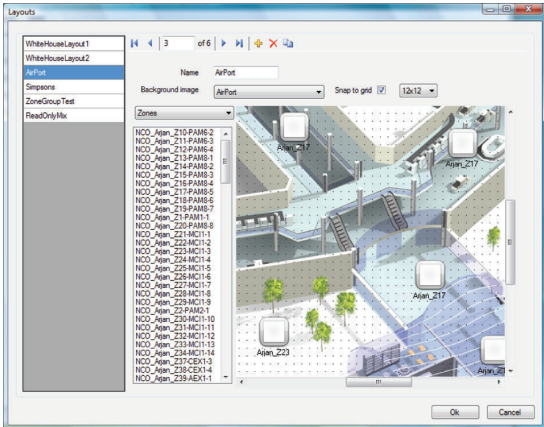 Layouts
WhiteHouseLayout1
WhiteHouseLayout2
AirPort
Simpsons
ZoneGroupTest
ReadOnlyMix
3 of 6
Name AirPort
Background image AirPort Snap to grid 12x12
Zones
NCO_Arjan_Z10-PAM6-2
NCO_Arjan_Z11-PAM6-3
NCO_Arjan_Z12-PAM6-4
NCO_Arjan_Z13-PAM8-1
NCO_Arjan_Z14-PAM8-2
NCO_Arjan_Z15-PAM8-3
NCO_Arjan_Z16-PAM8-4
NCO_Arjan_Z17-PAM8-5
NCO_Arjan_Z18-PAM8-6
NCO_Arjan_Z19-PAM8-7
NCO_Arjan_Z1-PAM1-1
NCO_Arjan_Z20-PAM8-8
NCO_Arjan_Z21-MCI1-1
NCO_Arjan_Z22-MCI1-2
NCO_Arjan_Z23-MCI1-3
NCO_Arjan_Z24-MCI1-4
NCO_Arjan_Z25-MCI1-5
NCO_Arjan_Z26-MCI1-6
NCO_Arjan_Z27-MCI1-7
NCO_Arjan_Z28-MCI1-8
NCO_Arjan_Z29-MCI1-9
NCO_Arjan_Z2-PAM2-1
NCO_Arjan_Z30-MCI1-10
NCO_Arjan_Z31-MCI1-11
NCO_Arjan_Z32-MCI1-12
NCO_Arjan_Z33-MCI1-13
NCO_Arjan_Z34-MCI1-14
NCO_Arjan_Z37-CEX1-3
NCO_Arjan_Z38-CEX1-4
NCO_Arjan_Z39-AEX1-1
Arjan_Z17
Arjan_Z17
Arjan_Z17
Arjan_Z23
Ok
Cancel